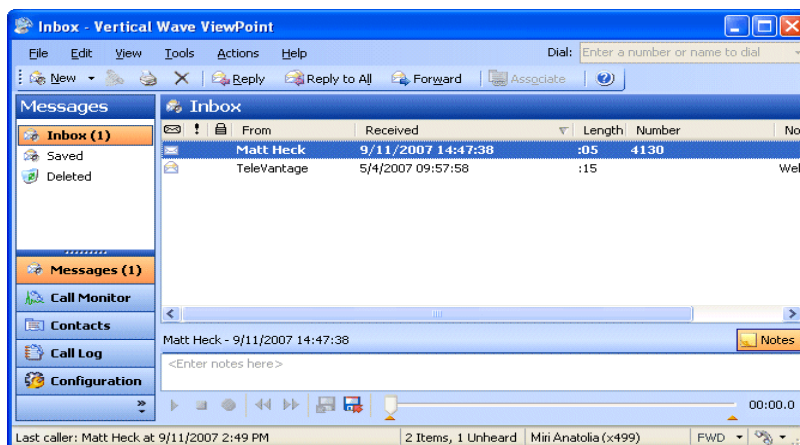 Inbox - Vertical Wave ViewPoint
File Edit View Tools Actions Help Dial: Enter a number or name to dial
New Reply Reply to All Forward Associate
Messages
Inbox
Inbox (1)
Saved
Deleted
! From Received Length Number No
Matt Heck 9/11/2007 14:47:38 :05 4130
TeleVantage 5/4/2007 09:57:58 :15 Wel
Messages (1)
Call Monitor
Contacts
Call Log
Configuration
»
Matt Heck - 9/11/2007 14:47:38 Notes
<Enter notes here>
00:00.0
Last caller: Matt Heck at 9/11/2007 2:49 PM 2 Items, 1 Unheard Miri Anatolia (x499) FWD